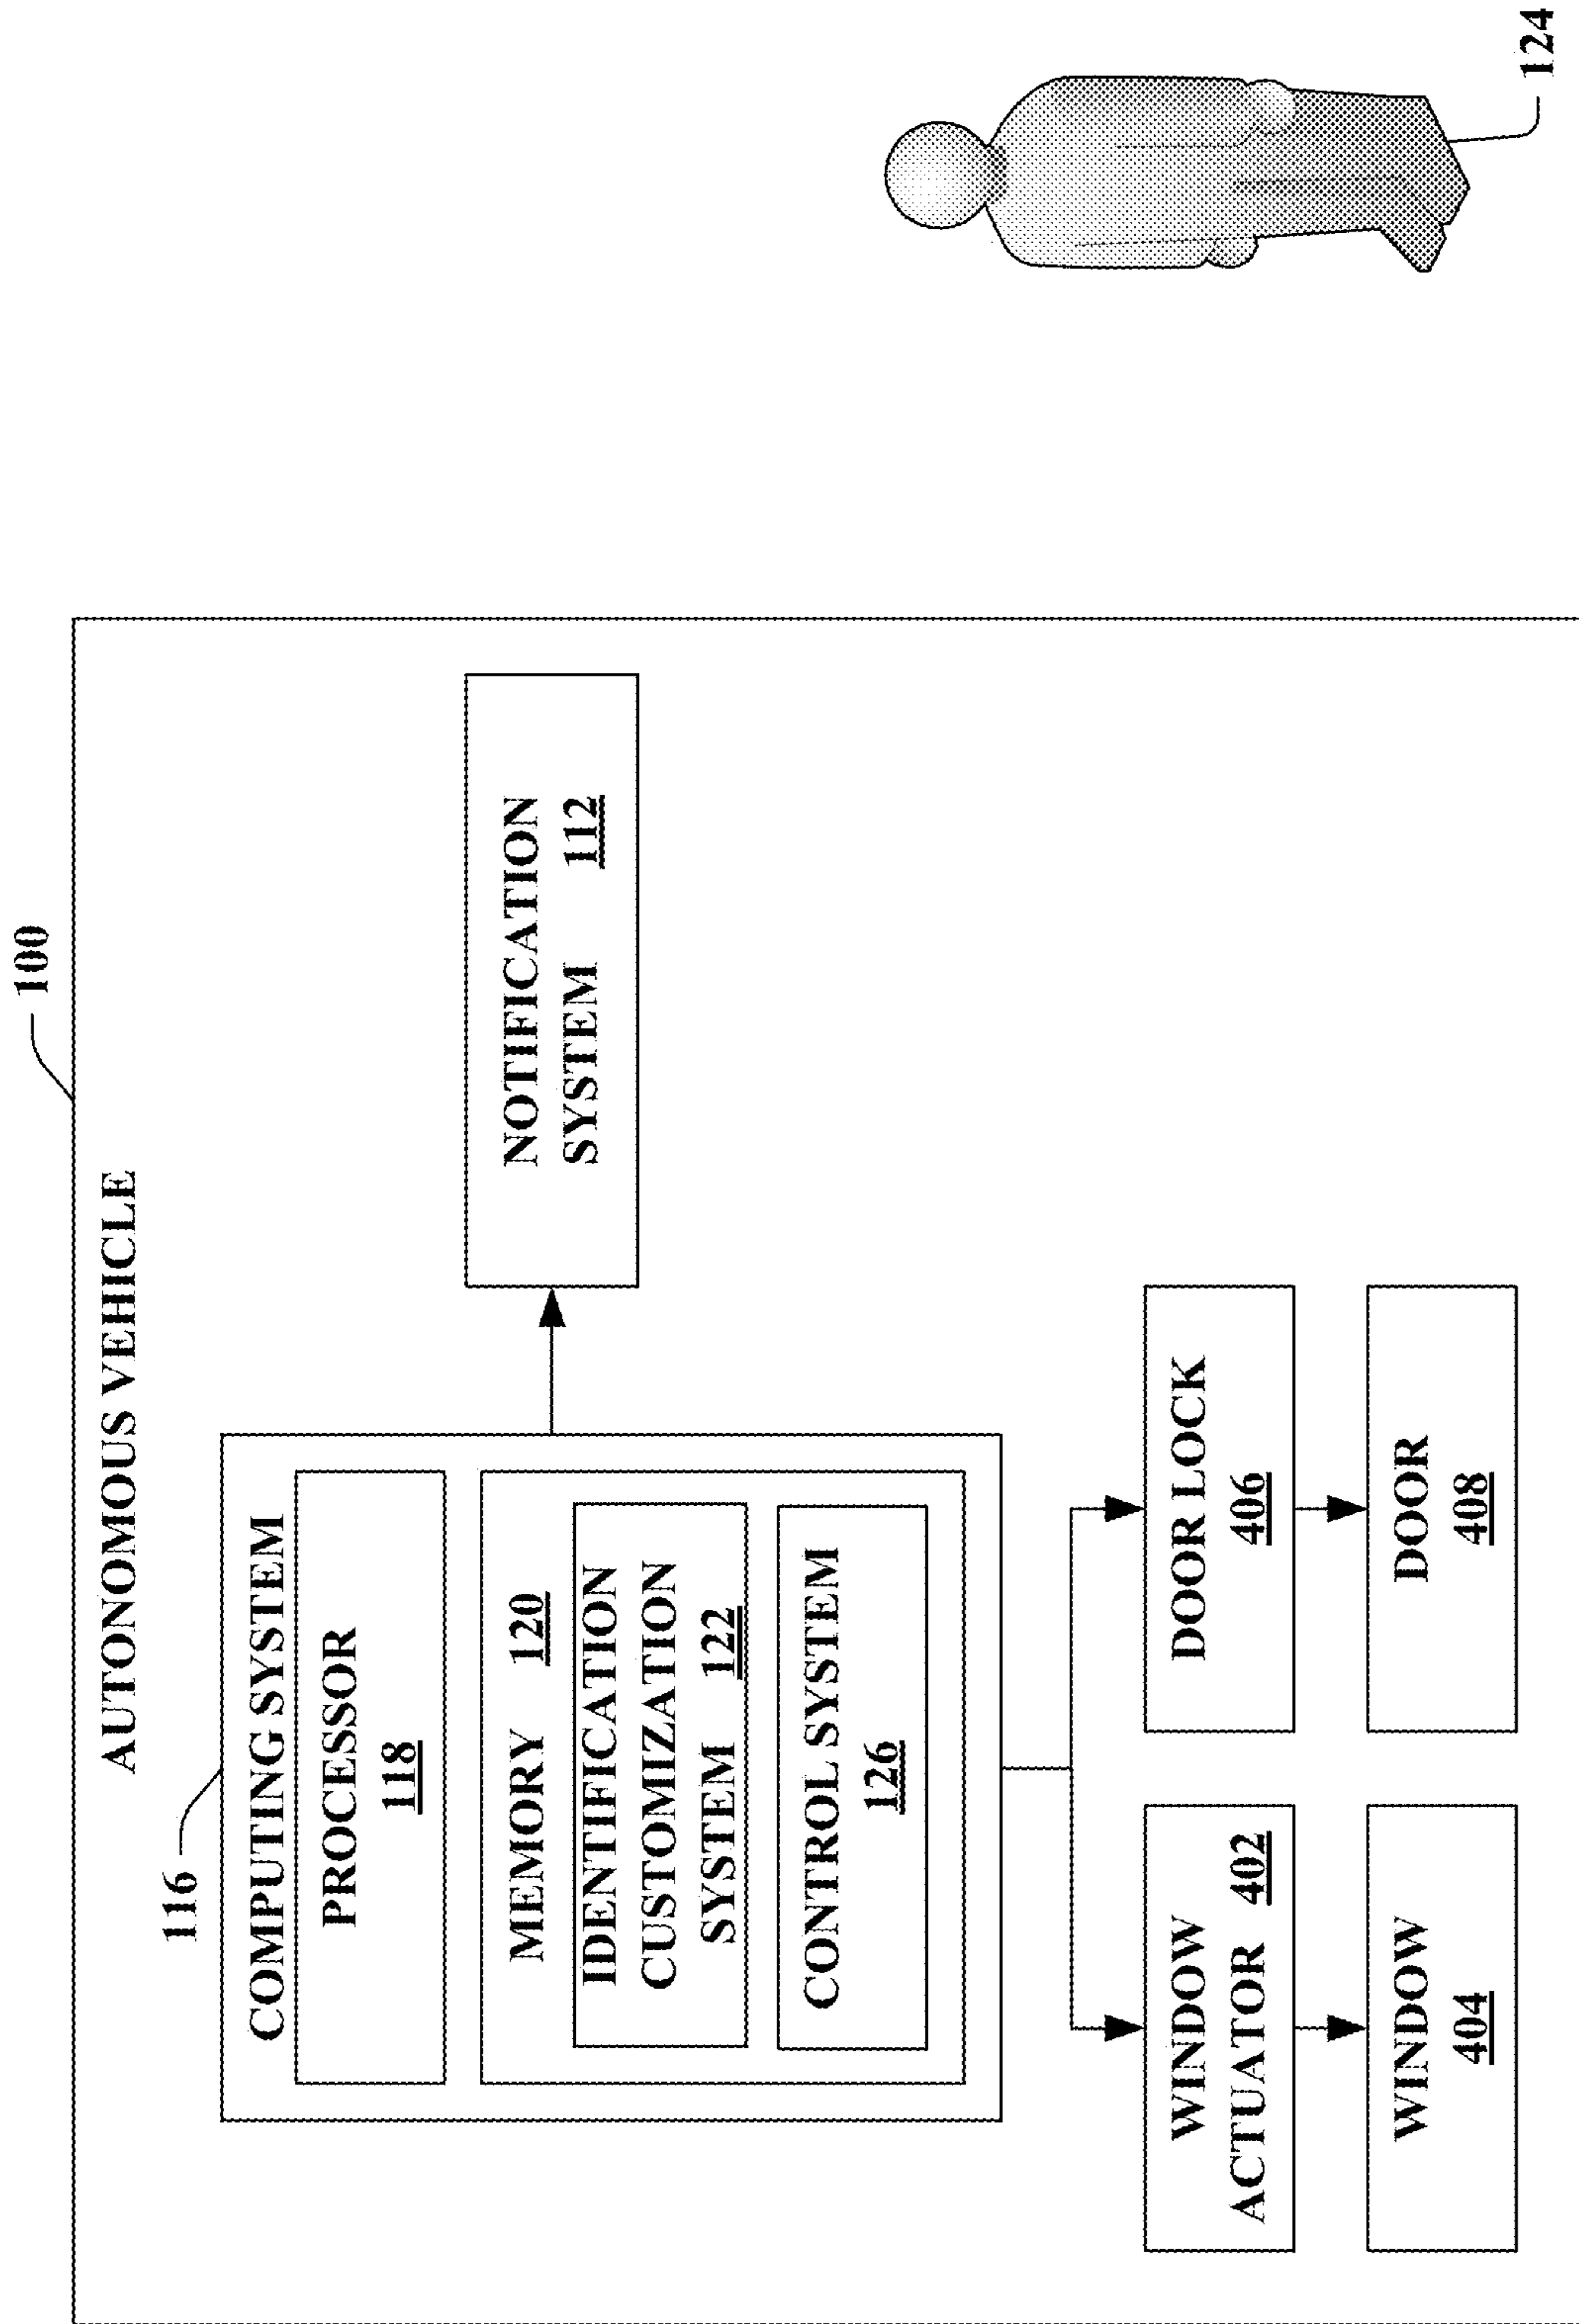 100
AUTONOMOUS VEHICLE
116
COMPUTING SYSTEM
PROCESSOR
118
MEMORY 120
IDENTIFICATION
CUSTOMIZATION
SYSTEM 122
CONTROL SYSTEM
126
NOTIFICATION
SYSTEM 112
WINDOW
ACTUATOR 402
DOOR LOCK
406
WINDOW
404
DOOR
408
124